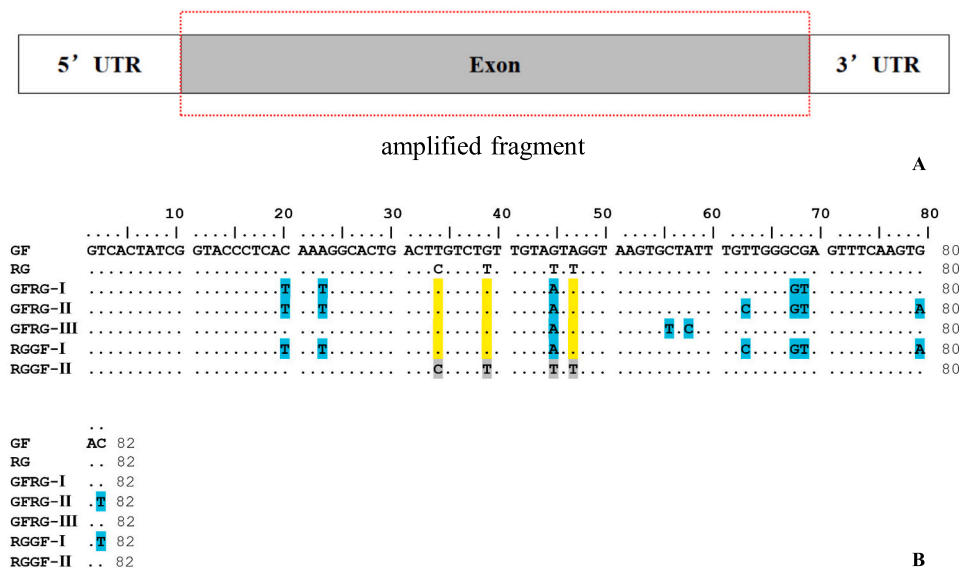 5' UTR
Exon
3' UTR
amplified fragment
A
10 20 30 40 50 60 70 80
....|....| ....|....| ....|....| ....|....| ....|....| ....|....| ....|....| ....|....|
GF GTCACTATCG GTACCCTCAC AAAGGCACTG ACTTGTCTGT TGTAGTAGGT AAGTGCTATT TGTTGGGCGA GTTTCAAGTG 80
RG .......... .......... .......... ...C....T. ....T.T... .......... .......... .......... 80
GFRG-I .......... .........T ..T....... .......... ....A..... .......... .......GT. .......... 80
GFRG-II .......... .........T ..T....... .......... ....A..... .......... ..C....GT. .........A 80
GFRG-III .......... .......... .......... .......... ....A..... .....T.C.. .......... .......... 80
RGGF-I .......... .........T ..T....... .......... ....A..... .......... ..C....GT. .........A 80
RGGF-II .......... .......... .......... ...C....T. ....T.T... .......... .......... .......... 80
..
GF AC 82
RG .. 82
GFRG-I .. 82
GFRG-II .T 82
GFRG-III .. 82
RGGF-I .T 82
RGGF-II .. 82
B